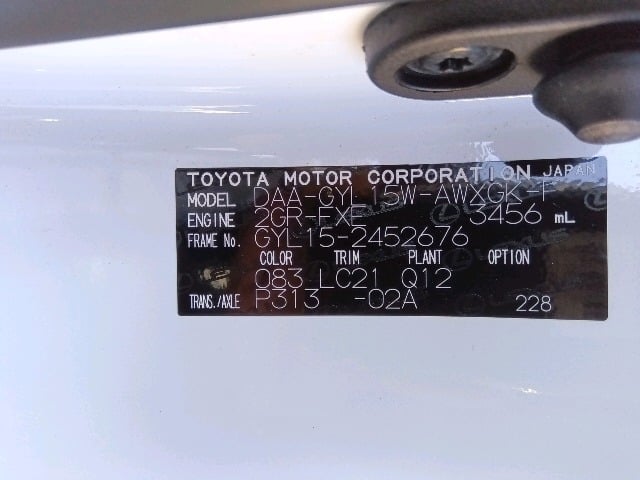 TOYOTA MOTOR CORPORATION JAPAN
MODEL DAA-GYL15W-AWXGK-F
ENGINE 2GR-FXE 3456 mL
FRAME No. GYL15-2452676
COLOR TRIM PLANT OPTION
083 LC21 Q12
TRANS./AXLE P313 -02A 228